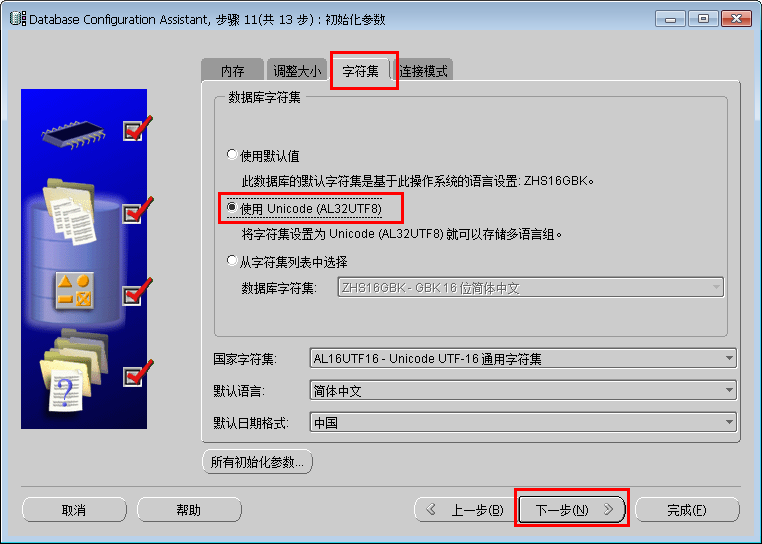 Database Configuration Assistant, 步骤 11(共 13 步) : 初始化参数
内存 调整大小 字符集 连接模式
数据库字符集
使用默认值
此数据库的默认字符集是基于此操作系统的语言设置: ZHS16GBK。
使用 Unicode (AL32UTF8)
将字符集设置为 Unicode (AL32UTF8) 就可以存储多语言组。
从字符集列表中选择
数据库字符集: ZHS16GBK - GBK 16 位简体中文
国家字符集: AL16UTF16 - Unicode UTF-16 通用字符集
默认语言: 简体中文
默认日期格式: 中国
所有初始化参数...
取消 帮助 上一步(B) 下一步(N) 完成(F)